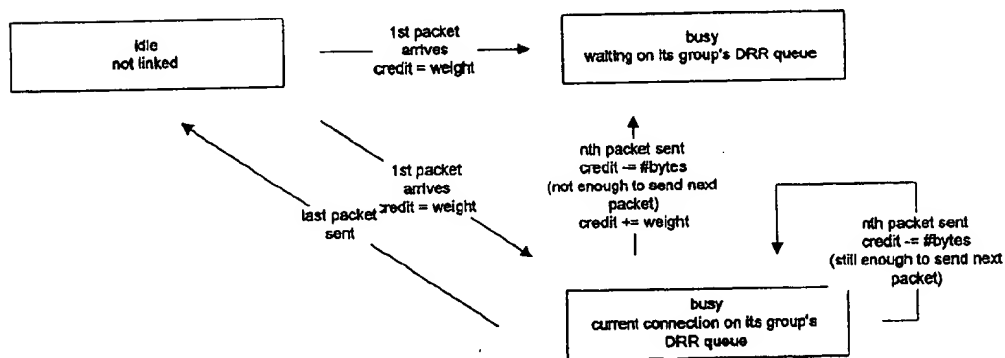 idle
not linked
1st packet
arrives
credit = weight
busy
waiting on its group's DRR queue
1st packet
arrives
credit = weight
last packet
sent
nth packet sent
credit -= #bytes
(not enough to send next
packet)
credit += weight
nth packet sent
credit -= #bytes
(still enough to send next
packet)
busy
current connection on its group's
DRR queue